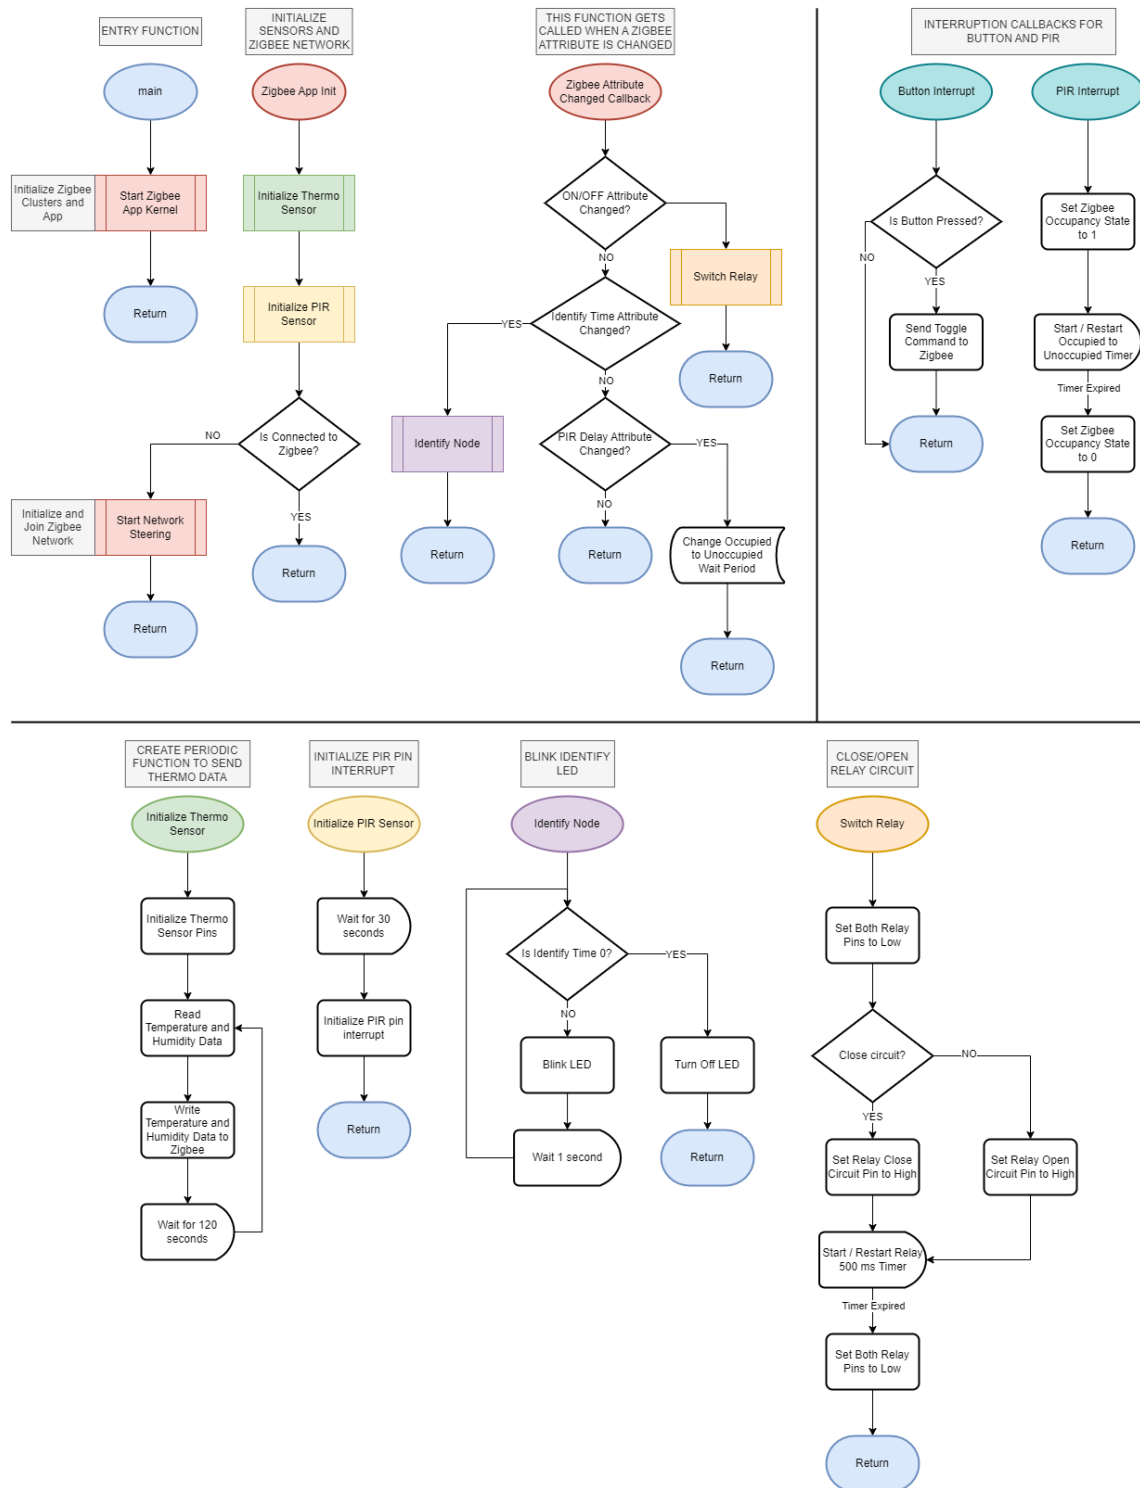 ENTRY FUNCTION
INITIALIZE
SENSORS AND
ZIGBEE NETWORK
THIS FUNCTION GETS
CALLED WHEN A ZIGBEE
ATTRIBUTE IS CHANGED
INTERRUPTION CALLBACKS FOR
BUTTON AND PIR
main
Zigbee App Init
Zigbee Attribute
Changed Callback
Button Interrupt
PIR Interrupt
Initialize Zigbee
Clusters and
App
Start Zigbee
App Kernel
Initialize Thermo
Sensor
ON/OFF Attribute
Changed?
Is Button Pressed?
Set Zigbee
Occupancy State
to 1
NO
NO
YES
Switch Relay
Return
Initialize PIR
Sensor
YES
Identify Time Attribute
Changed?
Send Toggle
Command to
Zigbee
Start / Restart
Occupied to
Unoccupied Timer
Return
NO
Timer Expired
NO
Is Connected to
Zigbee?
Identify Node
PIR Delay Attribute
Changed?
YES
Return
Set Zigbee
Occupancy State
to 0
YES
NO
Initialize and
Join Zigbee
Network
Start Network
Steering
Return
Return
Return
Change Occupied
to Unoccupied
Wait Period
Return
Return
Return
CREATE PERIODIC
FUNCTION TO SEND
THERMO DATA
INITIALIZE PIR PIN
INTERRUPT
BLINK IDENTIFY
LED
CLOSE/OPEN
RELAY CIRCUIT
Initialize Thermo
Sensor
Initialize PIR Sensor
Identify Node
Switch Relay
Initialize Thermo
Sensor Pins
Wait for 30
seconds
Is Identify Time 0?
YES
Set Both Relay
Pins to Low
Read
Temperature and
Humidity Data
Initialize PIR pin
interrupt
NO
Blink LED
Turn Off LED
Close circuit?
NO
Write
Temperature and
Humidity Data to
Zigbee
Return
YES
Wait 1 second
Return
Set Relay Close
Circuit Pin to High
Set Relay Open
Circuit Pin to High
Wait for 120
seconds
Start / Restart Relay
500 ms Timer
Timer Expired
Set Both Relay
Pins to Low
Return